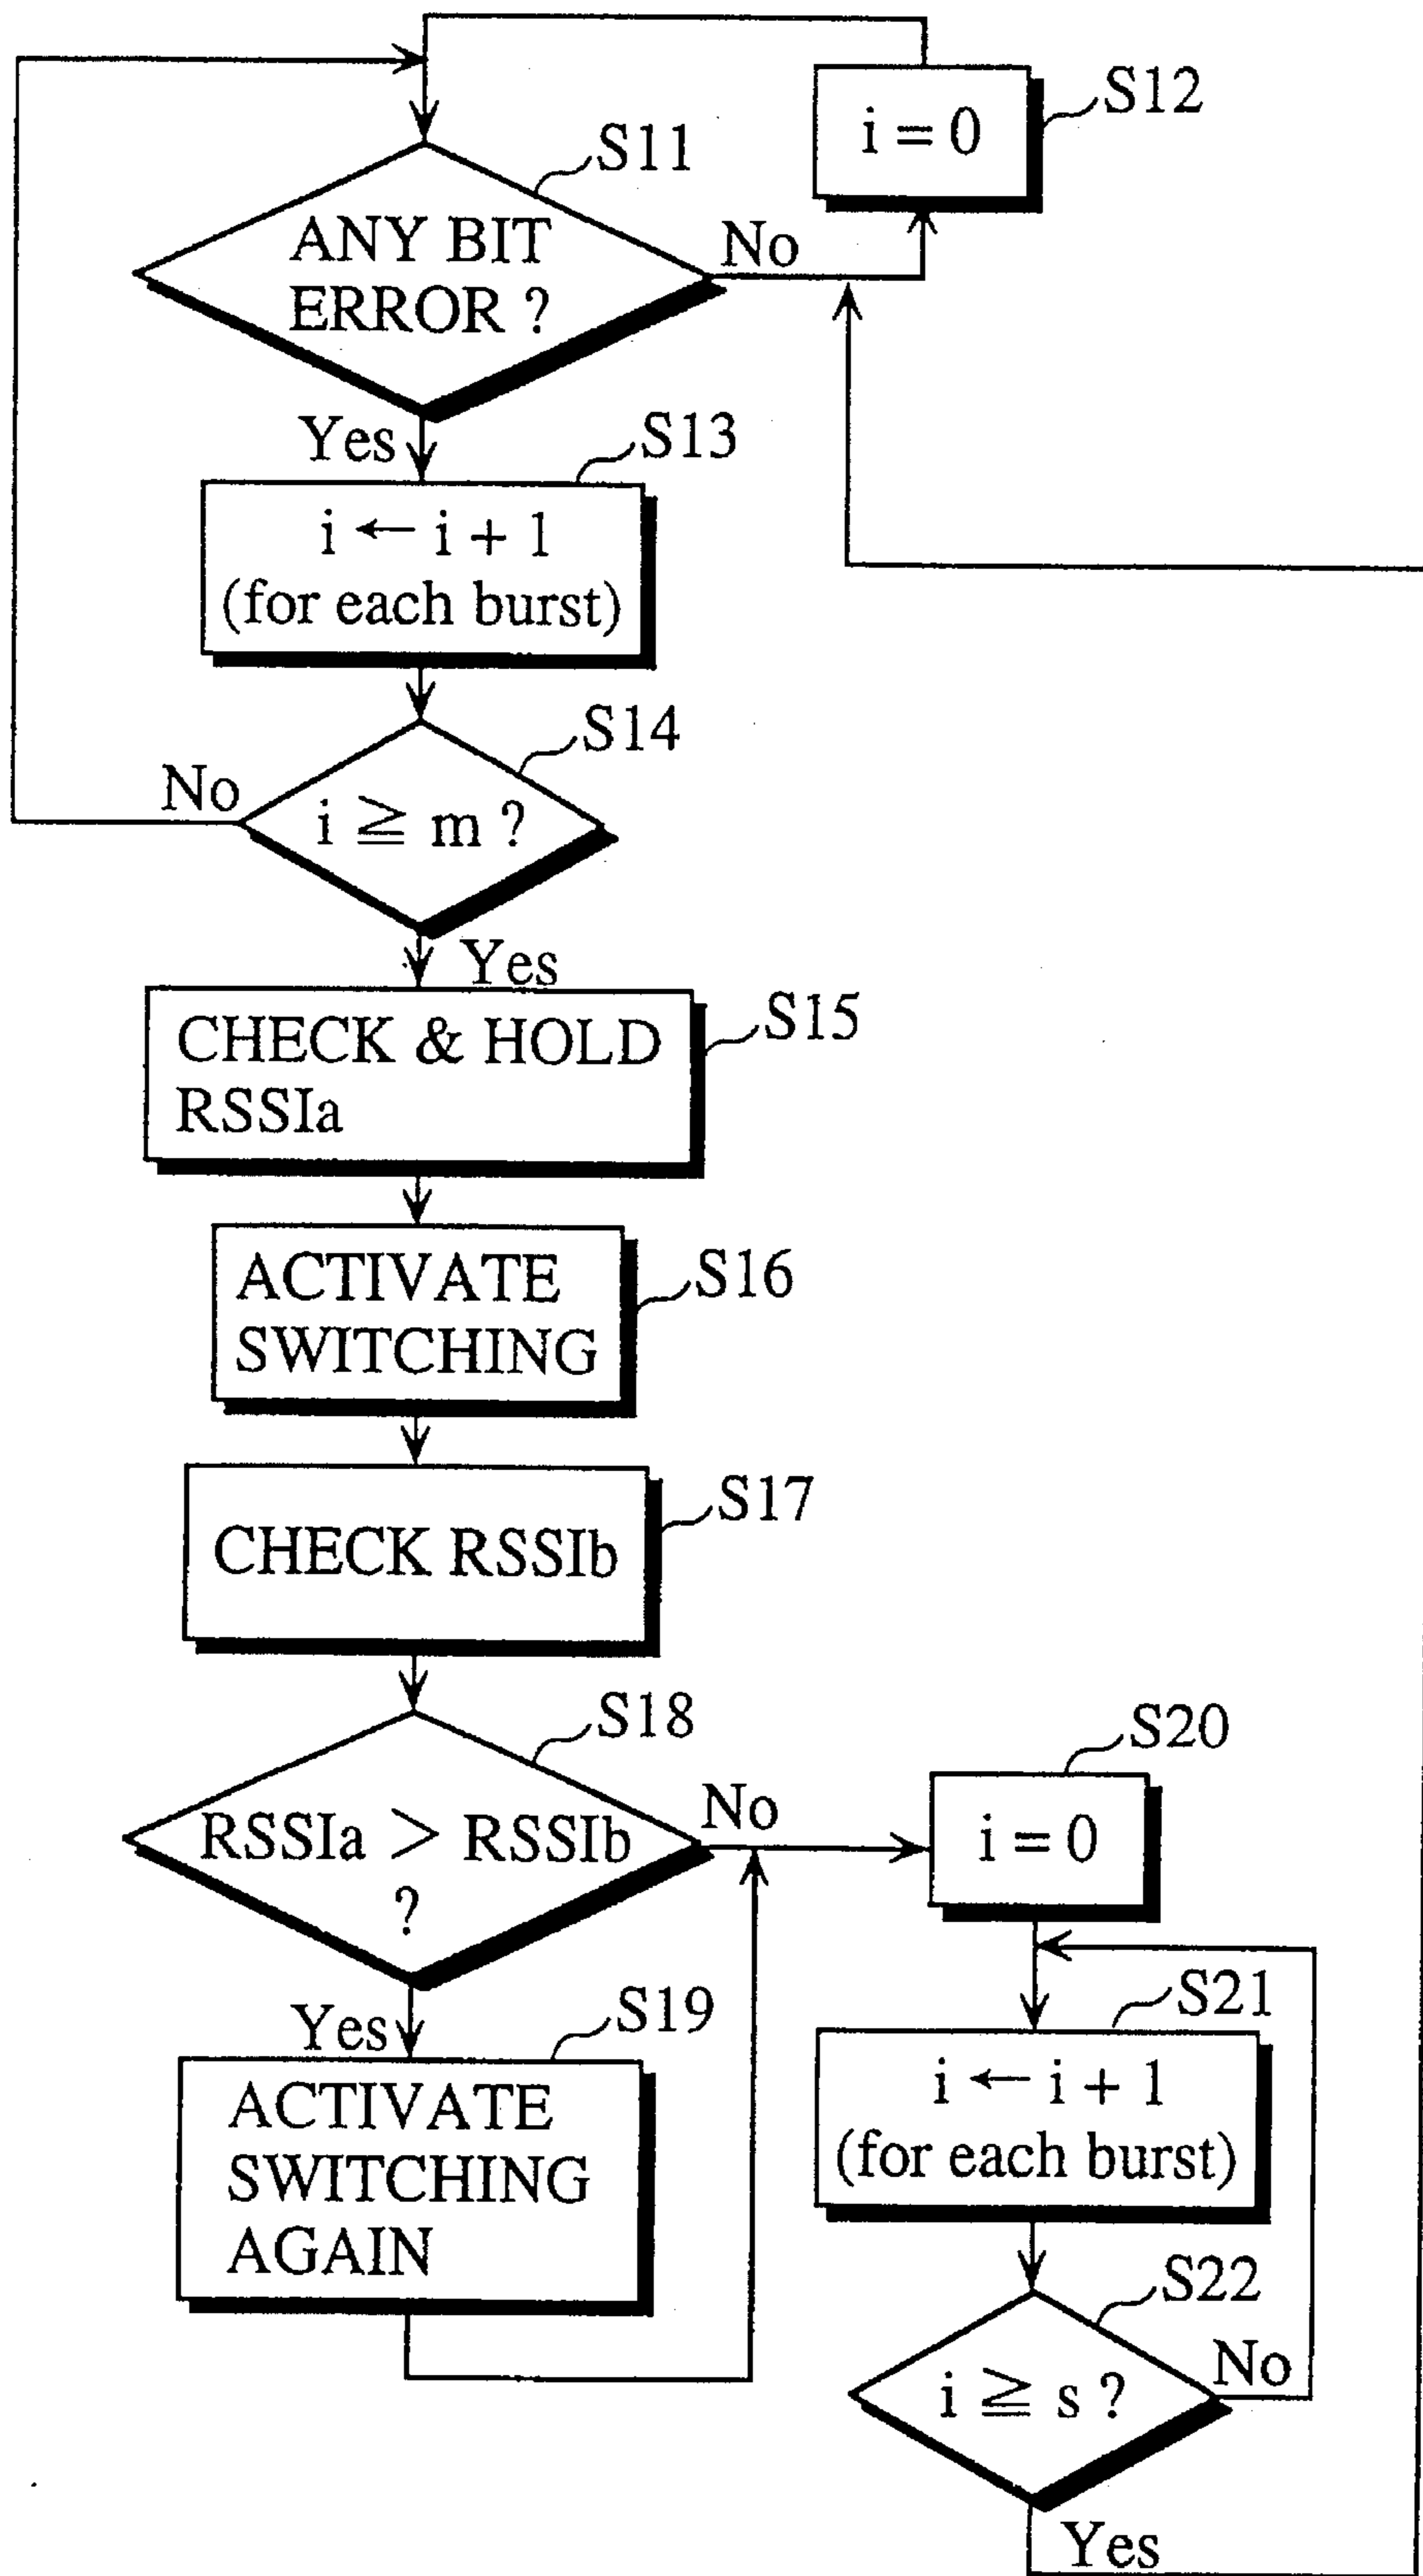 S12
i = 0
S11
ANY BIT
ERROR ?
No
Yes
S13
i ← i + 1
(for each burst)
S14
No
i ≧ m ?
Yes
S15
CHECK & HOLD
RSSIa
S16
ACTIVATE
SWITCHING
S17
CHECK RSSIb
S18
RSSIa > RSSIb
?
No
S20
i = 0
Yes
S19
ACTIVATE
SWITCHING
AGAIN
S21
i ← i + 1
(for each burst)
S22
i ≧ s ?
No
Yes